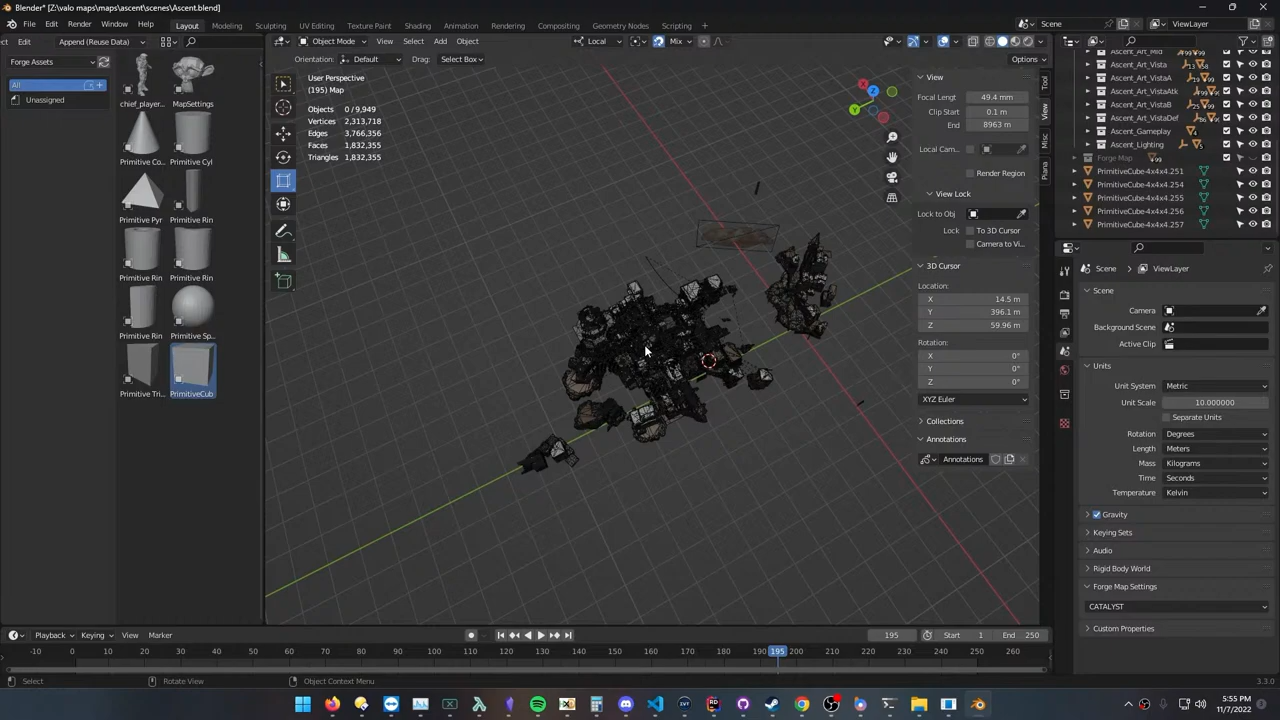 Blender* [Z:\valo maps\maps\ascent\scenes\Ascent.blend]
File Edit Render Window Help Layout Modeling Sculpting UV Editing Texture Paint Shading Animation Rendering Compositing Geometry Nodes Scripting Scene ViewLayer
Edit Append (Reuse Data) Object Mode View Select Add Object Local Mix
Forge Assets Orientation: Default Drag: Select Box Options
All
Unassigned
chief_player... MapSettings
Primitive Co... Primitive Cyl
Primitive Pyr Primitive Rin
Primitive Rin Primitive Rin
Primitive Rin Primitive Sp...
Primitive Tri... PrimitiveCub
User Perspective
(195) Map
Objects 0/9,949
Vertices 2,313,718
Edges 3,766,356
Faces 1,832,355
Triangles 1,832,355
X Y Z
View
Focal Lengt 49.4 mm
Clip Start 0.1 m
End 8963 m
Local Cam...
Render Region
View Lock
Lock to Obj
Lock To 3D Cursor
Camera to Vi...
3D Cursor
Location:
X 14.5 m
Y 396.1 m
Z 59.96 m
Rotation:
X 0°
Y 0°
Z 0°
XYZ Euler
Collections
Annotations
Annotations
Tool
View
Misc
Ascent_Art_Mid
Ascent_Art_Vista
Ascent_Art_VistaA
Ascent_Art_VistaAtk
Ascent_Art_VistaB
Ascent_Art_VistaDef
Ascent_Gameplay
Ascent_Lighting
Forge Map
PrimitiveCube-4x4x4.251
PrimitiveCube-4x4x4.254
PrimitiveCube-4x4x4.255
PrimitiveCube-4x4x4.256
PrimitiveCube-4x4x4.257
Scene ViewLayer
Scene
Camera
Background Scene
Active Clip
Units
Unit System Metric
Unit Scale 10.000000
Separate Units
Rotation Degrees
Length Meters
Mass Kilograms
Time Seconds
Temperature Kelvin
Gravity
Keying Sets
Audio
Rigid Body World
Forge Map Settings
CATALYST
Custom Properties
Playback Keying View Marker 195 Start 1 End 250
-10 0 10 20 30 40 50 60 70 80 90 100 110 120 130 140 150 160 170 180 190 195 200 210 220 230 240 250 260
Select Rotate View Object Context Menu 3.3.0
5:55 PM
11/7/2022